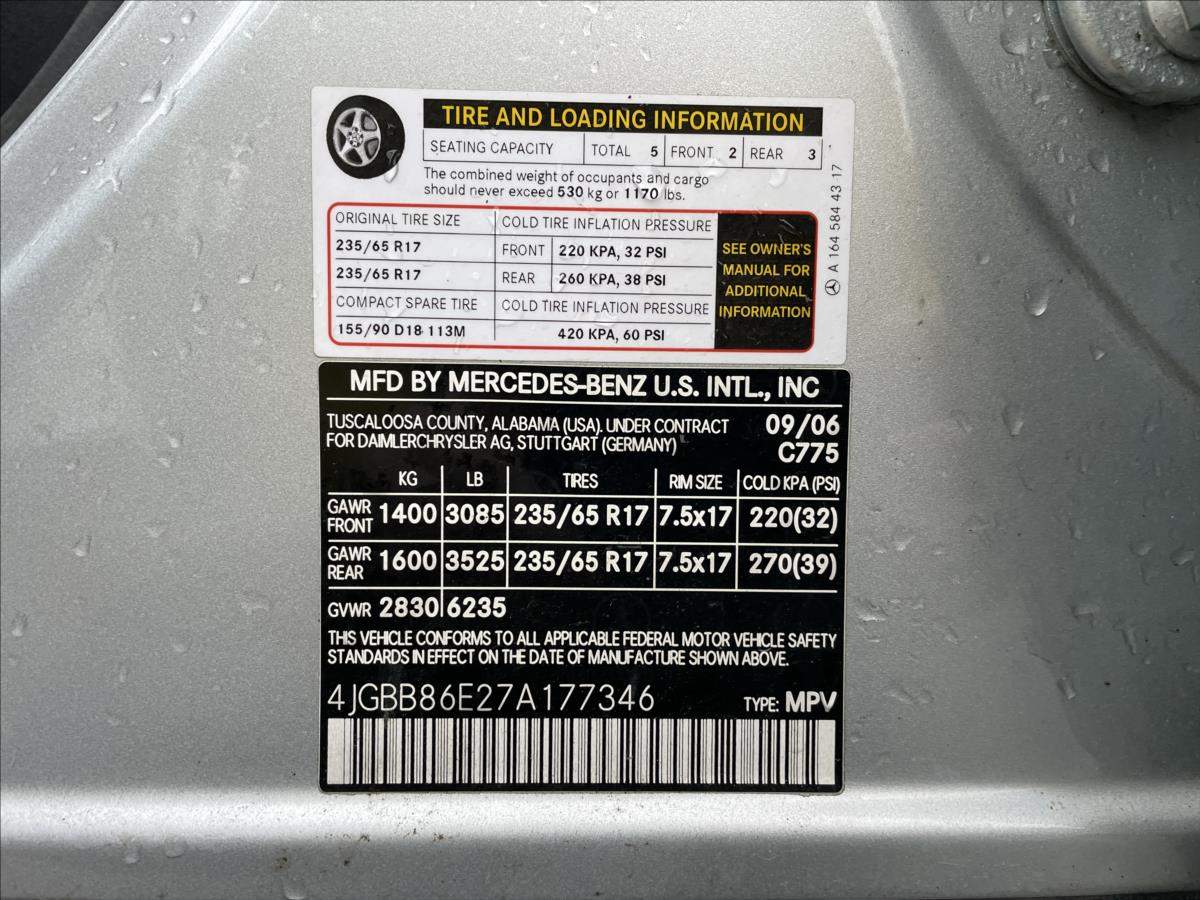 TIRE AND LOADING INFORMATION
SEATING CAPACITY TOTAL 5 FRONT 2 REAR 3
The combined weight of occupants and cargo
should never exceed 530 kg or 1170 lbs.
ORIGINAL TIRE SIZE COLD TIRE INFLATION PRESSURE
235/65 R17 FRONT 220 KPA, 32 PSI
235/65 R17 REAR 260 KPA, 38 PSI
COMPACT SPARE TIRE COLD TIRE INFLATION PRESSURE
155/90 D18 113M 420 KPA, 60 PSI
SEE OWNER'S
MANUAL FOR
ADDITIONAL
INFORMATION
A 164 584 43 17
MFD BY MERCEDES-BENZ U.S. INTL., INC
TUSCALOOSA COUNTY, ALABAMA (USA). UNDER CONTRACT 09/06
FOR DAIMLERCHRYSLER AG, STUTTGART (GERMANY) C775
KG LB TIRES RIM SIZE COLD KPA (PSI)
GAWR FRONT 1400 3085 235/65 R17 7.5x17 220(32)
GAWR REAR 1600 3525 235/65 R17 7.5x17 270(39)
GVWR 2830 6235
THIS VEHICLE CONFORMS TO ALL APPLICABLE FEDERAL MOTOR VEHICLE SAFETY
STANDARDS IN EFFECT ON THE DATE OF MANUFACTURE SHOWN ABOVE.
4JGBB86E27A177346 TYPE: MPV